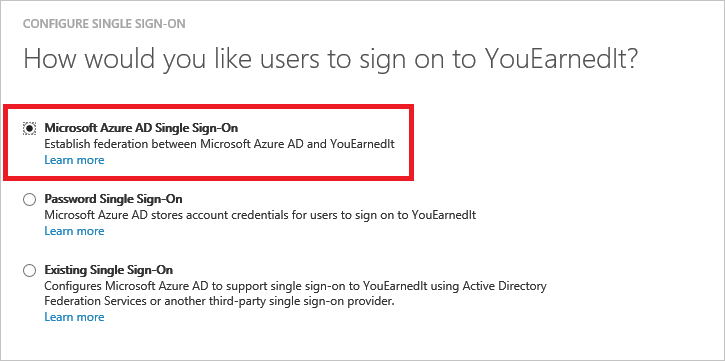 CONFIGURE SINGLE SIGN-ON
How would you like users to sign on to YouEarnedIt?
Microsoft Azure AD Single Sign-On
Establish federation between Microsoft Azure AD and YouEarnedIt
Learn more
Password Single Sign-On
Microsoft Azure AD stores account credentials for users to sign on to YouEarnedIt
Learn more
Existing Single Sign-On
Configures Microsoft Azure AD to support single sign-on to YouEarnedIt using Active Directory
Federation Services or another third-party single sign-on provider.
Learn more